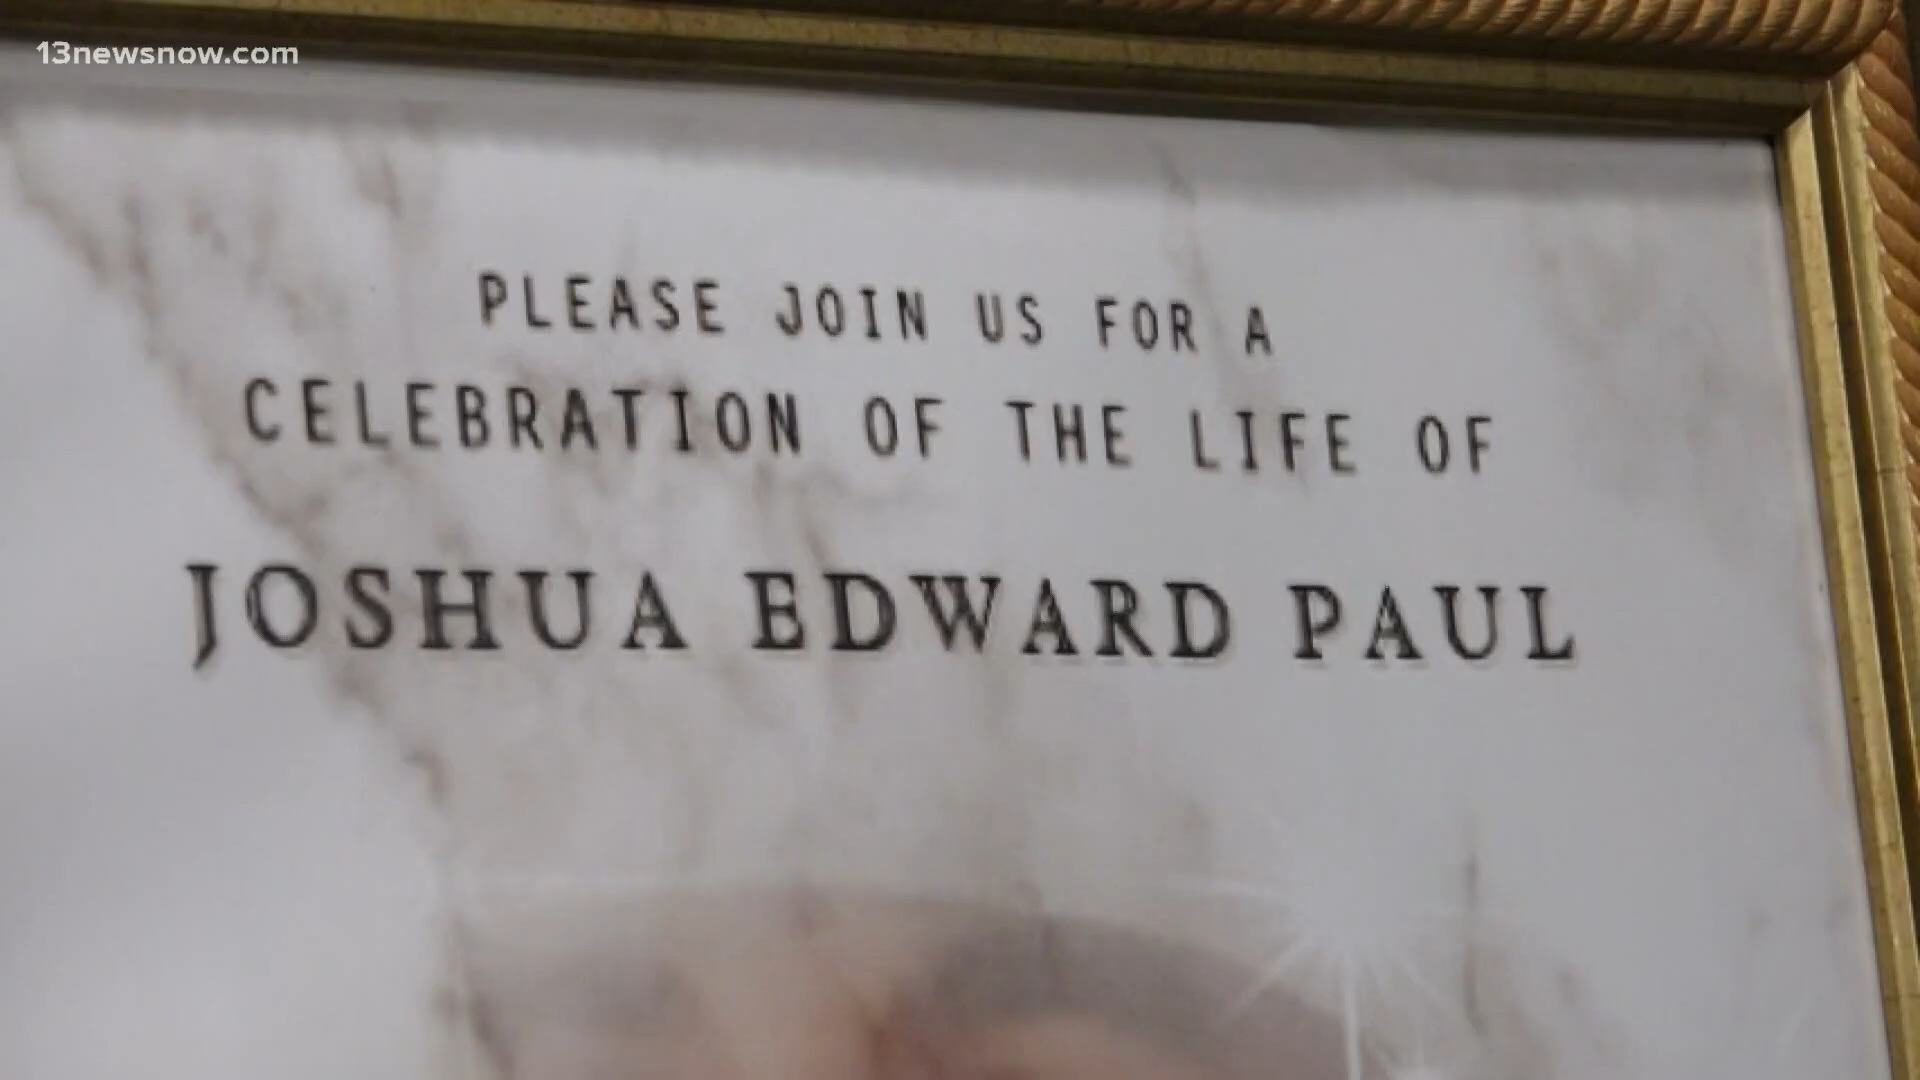 13newsnow.com
PLEASE JOIN US FOR A
CELEBRATION OF THE LIFE OF
JOSHUA EDWARD PAUL